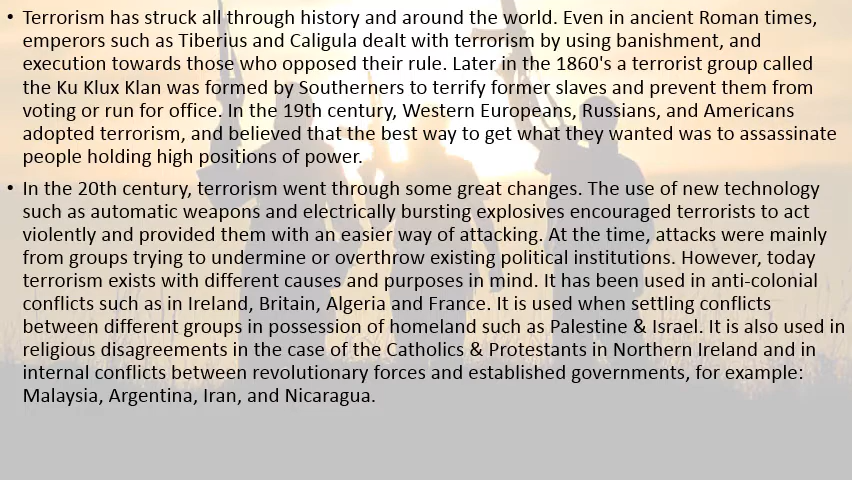 • Terrorism has struck all through history and around the world. Even in ancient Roman times,
emperors such as Tiberius and Caligula dealt with terrorism by using banishment, and
execution towards those who opposed their rule. Later in the 1860's a terrorist group called
the Ku Klux Klan was formed by Southerners to terrify former slaves and prevent them from
voting or run for office. In the 19th century, Western Europeans, Russians, and Americans
adopted terrorism, and believed that the best way to get what they wanted was to assassinate
people holding high positions of power.
• In the 20th century, terrorism went through some great changes. The use of new technology
such as automatic weapons and electrically bursting explosives encouraged terrorists to act
violently and provided them with an easier way of attacking. At the time, attacks were mainly
from groups trying to undermine or overthrow existing political institutions. However, today
terrorism exists with different causes and purposes in mind. It has been used in anti-colonial
conflicts such as in Ireland, Britain, Algeria and France. It is used when settling conflicts
between different groups in possession of homeland such as Palestine & Israel. It is also used in
religious disagreements in the case of the Catholics & Protestants in Northern Ireland and in
internal conflicts between revolutionary forces and established governments, for example:
Malaysia, Argentina, Iran, and Nicaragua.